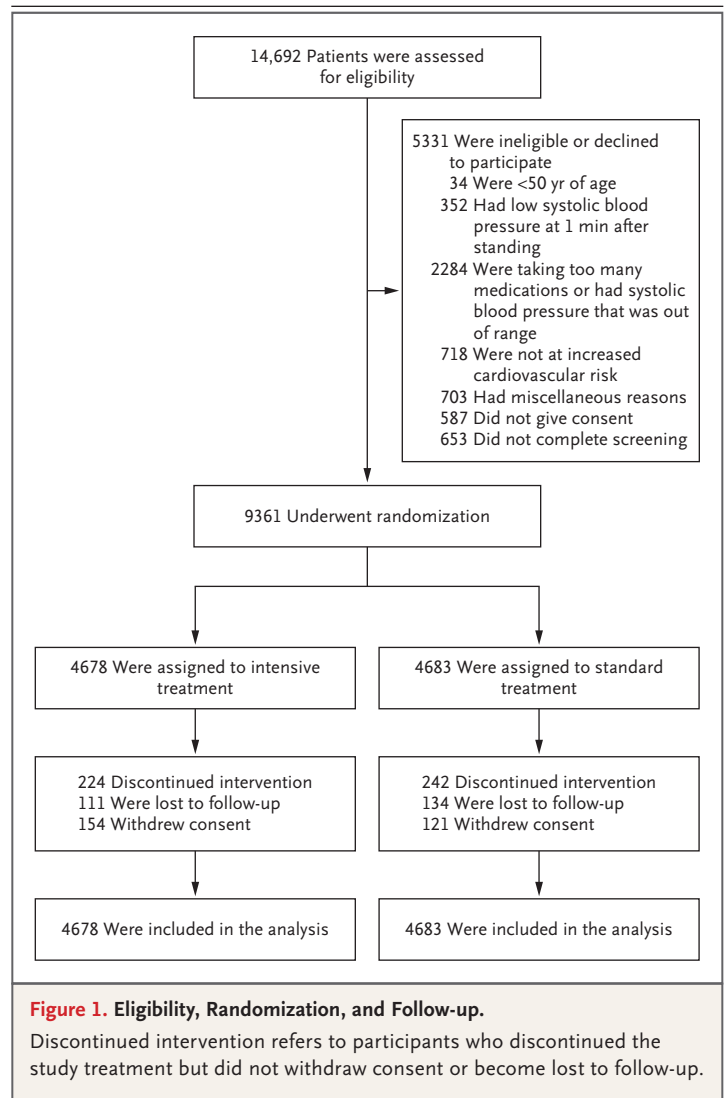 14,692 Patients were assessed
for eligibility
5331 Were ineligible or declined
to participate
34 Were <50 yr of age
352 Had low systolic blood
pressure at 1 min after
standing
2284 Were taking too many
medications or had systolic
blood pressure that was out
of range
718 Were not at increased
cardiovascular risk
703 Had miscellaneous reasons
587 Did not give consent
653 Did not complete screening
9361 Underwent randomization
4678 Were assigned to intensive
treatment
4683 Were assigned to standard
treatment
224 Discontinued intervention
111 Were lost to follow-up
154 Withdrew consent
242 Discontinued intervention
134 Were lost to follow-up
121 Withdrew consent
4678 Were included in the analysis
4683 Were included in the analysis
Figure 1. Eligibility, Randomization, and Follow-up.
Discontinued intervention refers to participants who discontinued the
study treatment but did not withdraw consent or become lost to follow-up.